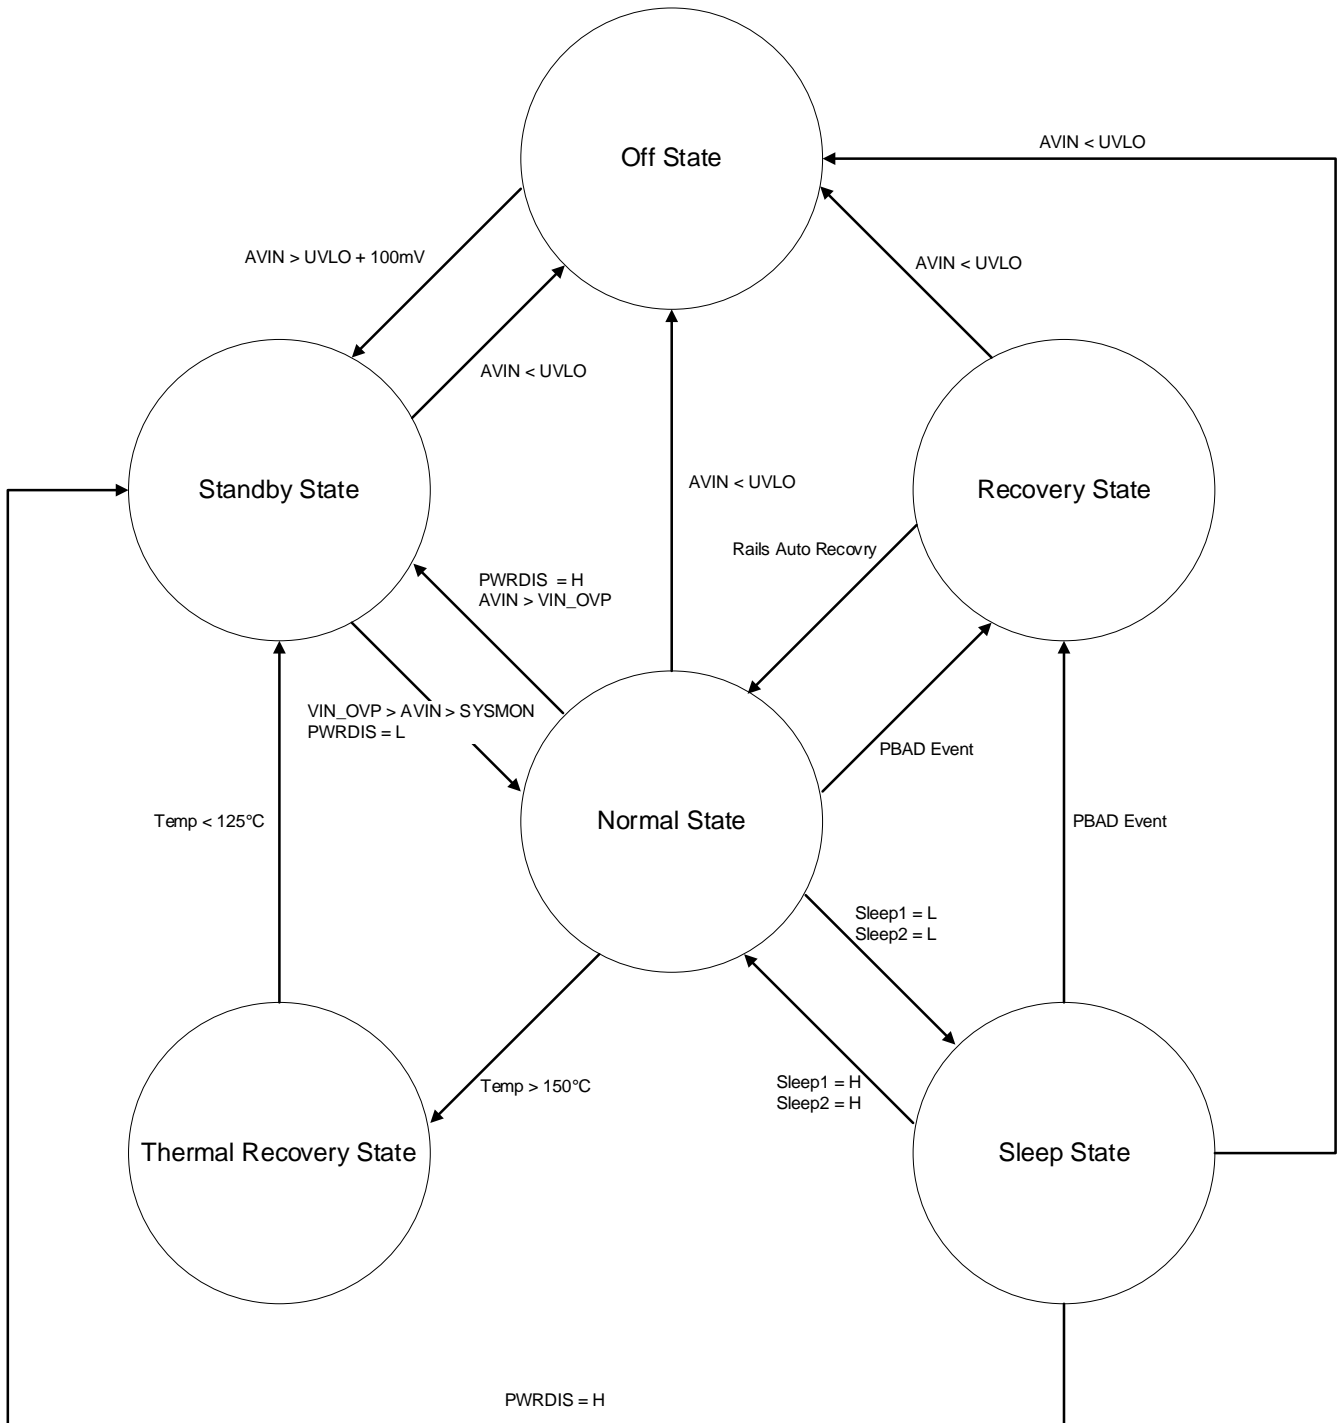 Off State
AVIN < UVLO
AVIN > UVLO + 100mV
AVIN < UVLO
AVIN < UVLO
Standby State
AVIN < UVLO
Recovery State
Rails Auto Recovry
PWRDIS = H
AVIN > VIN_OVP
VIN_OVP > AVIN > SYSMON
PWRDIS = L
PBAD Event
Temp < 125°C
Normal State
PBAD Event
Sleep1 = L
Sleep2 = L
Temp > 150°C
Sleep1 = H
Sleep2 = H
Thermal Recovery State
Sleep State
PWRDIS = H